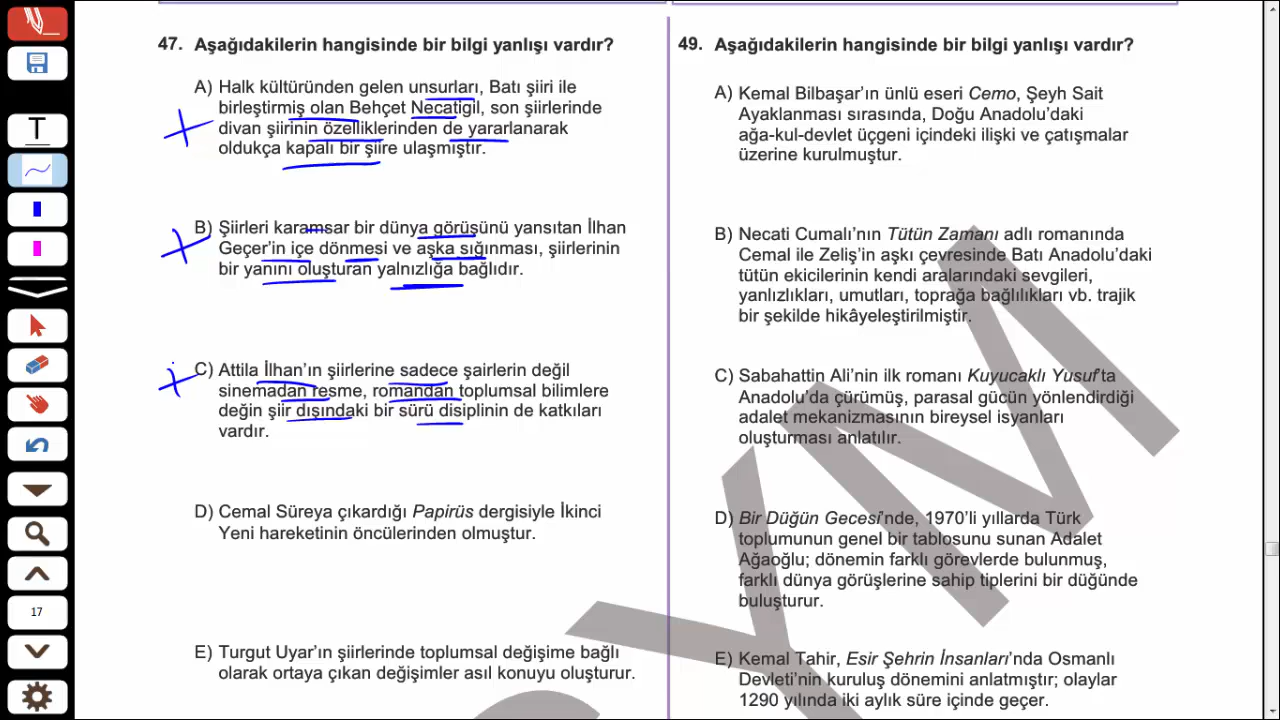 47. Aşağıdakilerin hangisinde bir bilgi yanlışı vardır?
A) Halk kültüründen gelen unsurları, Batı şiiri ile
birleştirmiş olan Behçet Necatigil, son şiirlerinde
divan şiirinin özelliklerinden de yararlanarak
oldukça kapalı bir şiire ulaşmıştır.
B) Şiirleri karamsar bir dünya görüşünü yansıtan İlhan
Geçer'in içe dönmesi ve aşka sığınması, şiirlerinin
bir yanını oluşturan yalnızlığa bağlıdır.
C) Attila İlhan'ın şiirlerine sadece şairlerin değil
sinemadan resme, romandan toplumsal bilimlere
değin şiir dışındaki bir sürü disiplinin de katkıları
vardır.
D) Cemal Süreya çıkardığı Papirüs dergisiyle İkinci
Yeni hareketinin öncülerinden olmuştur.
E) Turgut Uyar'ın şiirlerinde toplumsal değişime bağlı
olarak ortaya çıkan değişimler asıl konuyu oluşturur.
49. Aşağıdakilerin hangisinde bir bilgi yanlışı vardır?
A) Kemal Bilbaşar'ın ünlü eseri Cemo, Şeyh Sait
Ayaklanması sırasında, Doğu Anadolu'daki
ağa-kul-devlet üçgeni içindeki ilişki ve çatışmalar
üzerine kurulmuştur.
B) Necati Cumalı'nın Tütün Zamanı adlı romanında
Cemal ile Zeliş'in aşkı çevresinde Batı Anadolu'daki
tütün ekicilerinin kendi aralarındaki sevgileri,
yanlızlıkları, umutları, toprağa bağlılıkları vb. trajik
bir şekilde hikâyeleştirilmiştir.
C) Sabahattin Ali'nin ilk romanı Kuyucaklı Yusuf'ta
Anadolu'da çürümüş, parasal gücün yönlendirdiği
adalet mekanizmasının bireysel isyanları
oluşturması anlatılır.
D) Bir Düğün Gecesi'nde, 1970'li yıllarda Türk
toplumunun genel bir tablosunu sunan Adalet
Ağaoğlu; dönemin farklı görevlerde bulunmuş,
farklı dünya görüşlerine sahip tiplerini bir düğünde
buluşturur.
E) Kemal Tahir, Esir Şehrin İnsanları'nda Osmanlı
Devleti'nin kuruluş dönemini anlatmıştır; olaylar
1290 yılında iki aylık süre içinde geçer.
T
17
YM